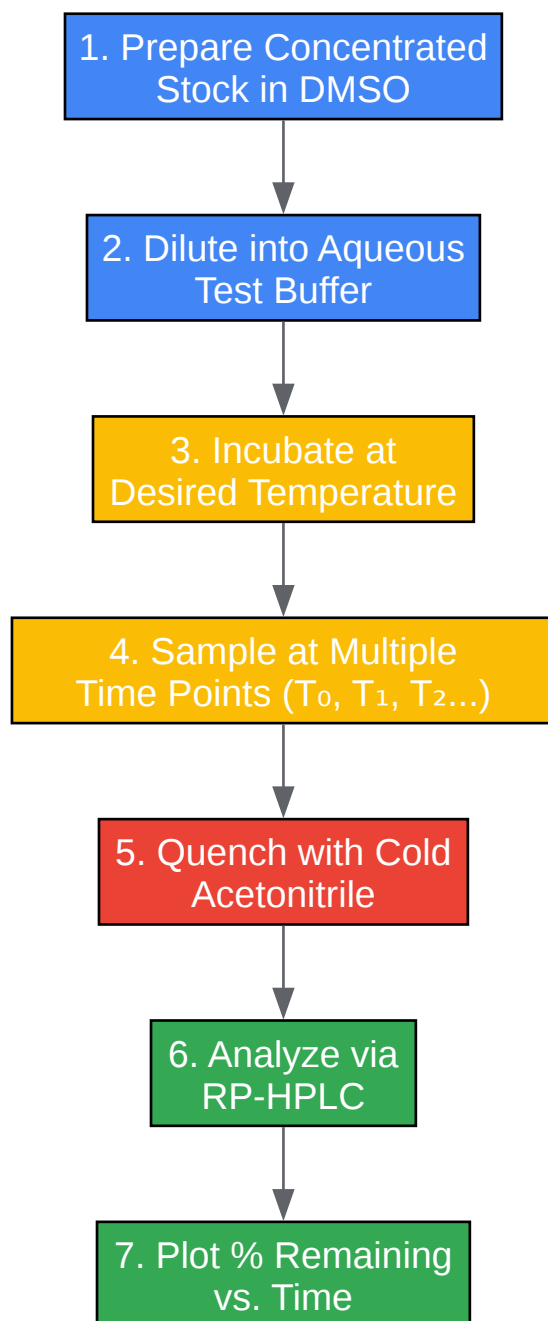 1. Prepare Concentrated
Stock in DMSO
2. Dilute into Aqueous
Test Buffer
3. Incubate at
Desired Temperature
4. Sample at Multiple
Time Points (T₀, T₁, T₂...)
5. Quench with Cold
Acetonitrile
6. Analyze via
RP-HPLC
7. Plot % Remaining
vs. Time